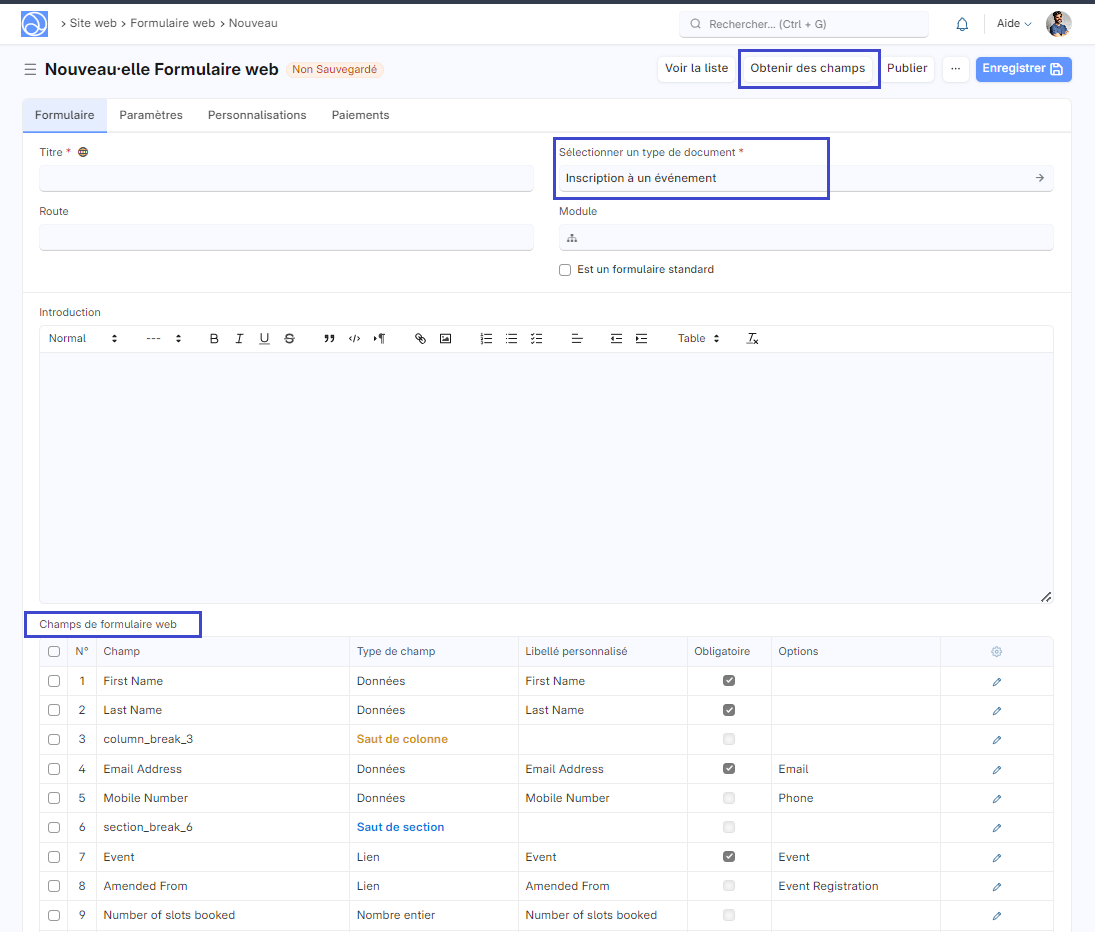 Site web > Formulaire web > Nouveau
Rechercher... (Ctrl + G)
Aide
Nouveau·elle Formulaire web
Non Sauvegardé
Voir la liste
Obtenir des champs
Publier
...
Enregistrer
Formulaire
Paramètres
Personnalisations
Paiements
Titre *
Sélectionner un type de document *
Inscription à un événement
Route
Module
Est un formulaire standard
Introduction
Normal --- B I U S Table
Champs de formulaire web
N° Champ Type de champ Libellé personnalisé Obligatoire Options
1 First Name Données First Name
2 Last Name Données Last Name
3 column_break_3 Saut de colonne
4 Email Address Données Email Address Email
5 Mobile Number Données Mobile Number Phone
6 section_break_6 Saut de section
7 Event Lien Event Event
8 Amended From Lien Amended From Event Registration
9 Number of slots booked Nombre entier Number of slots booked